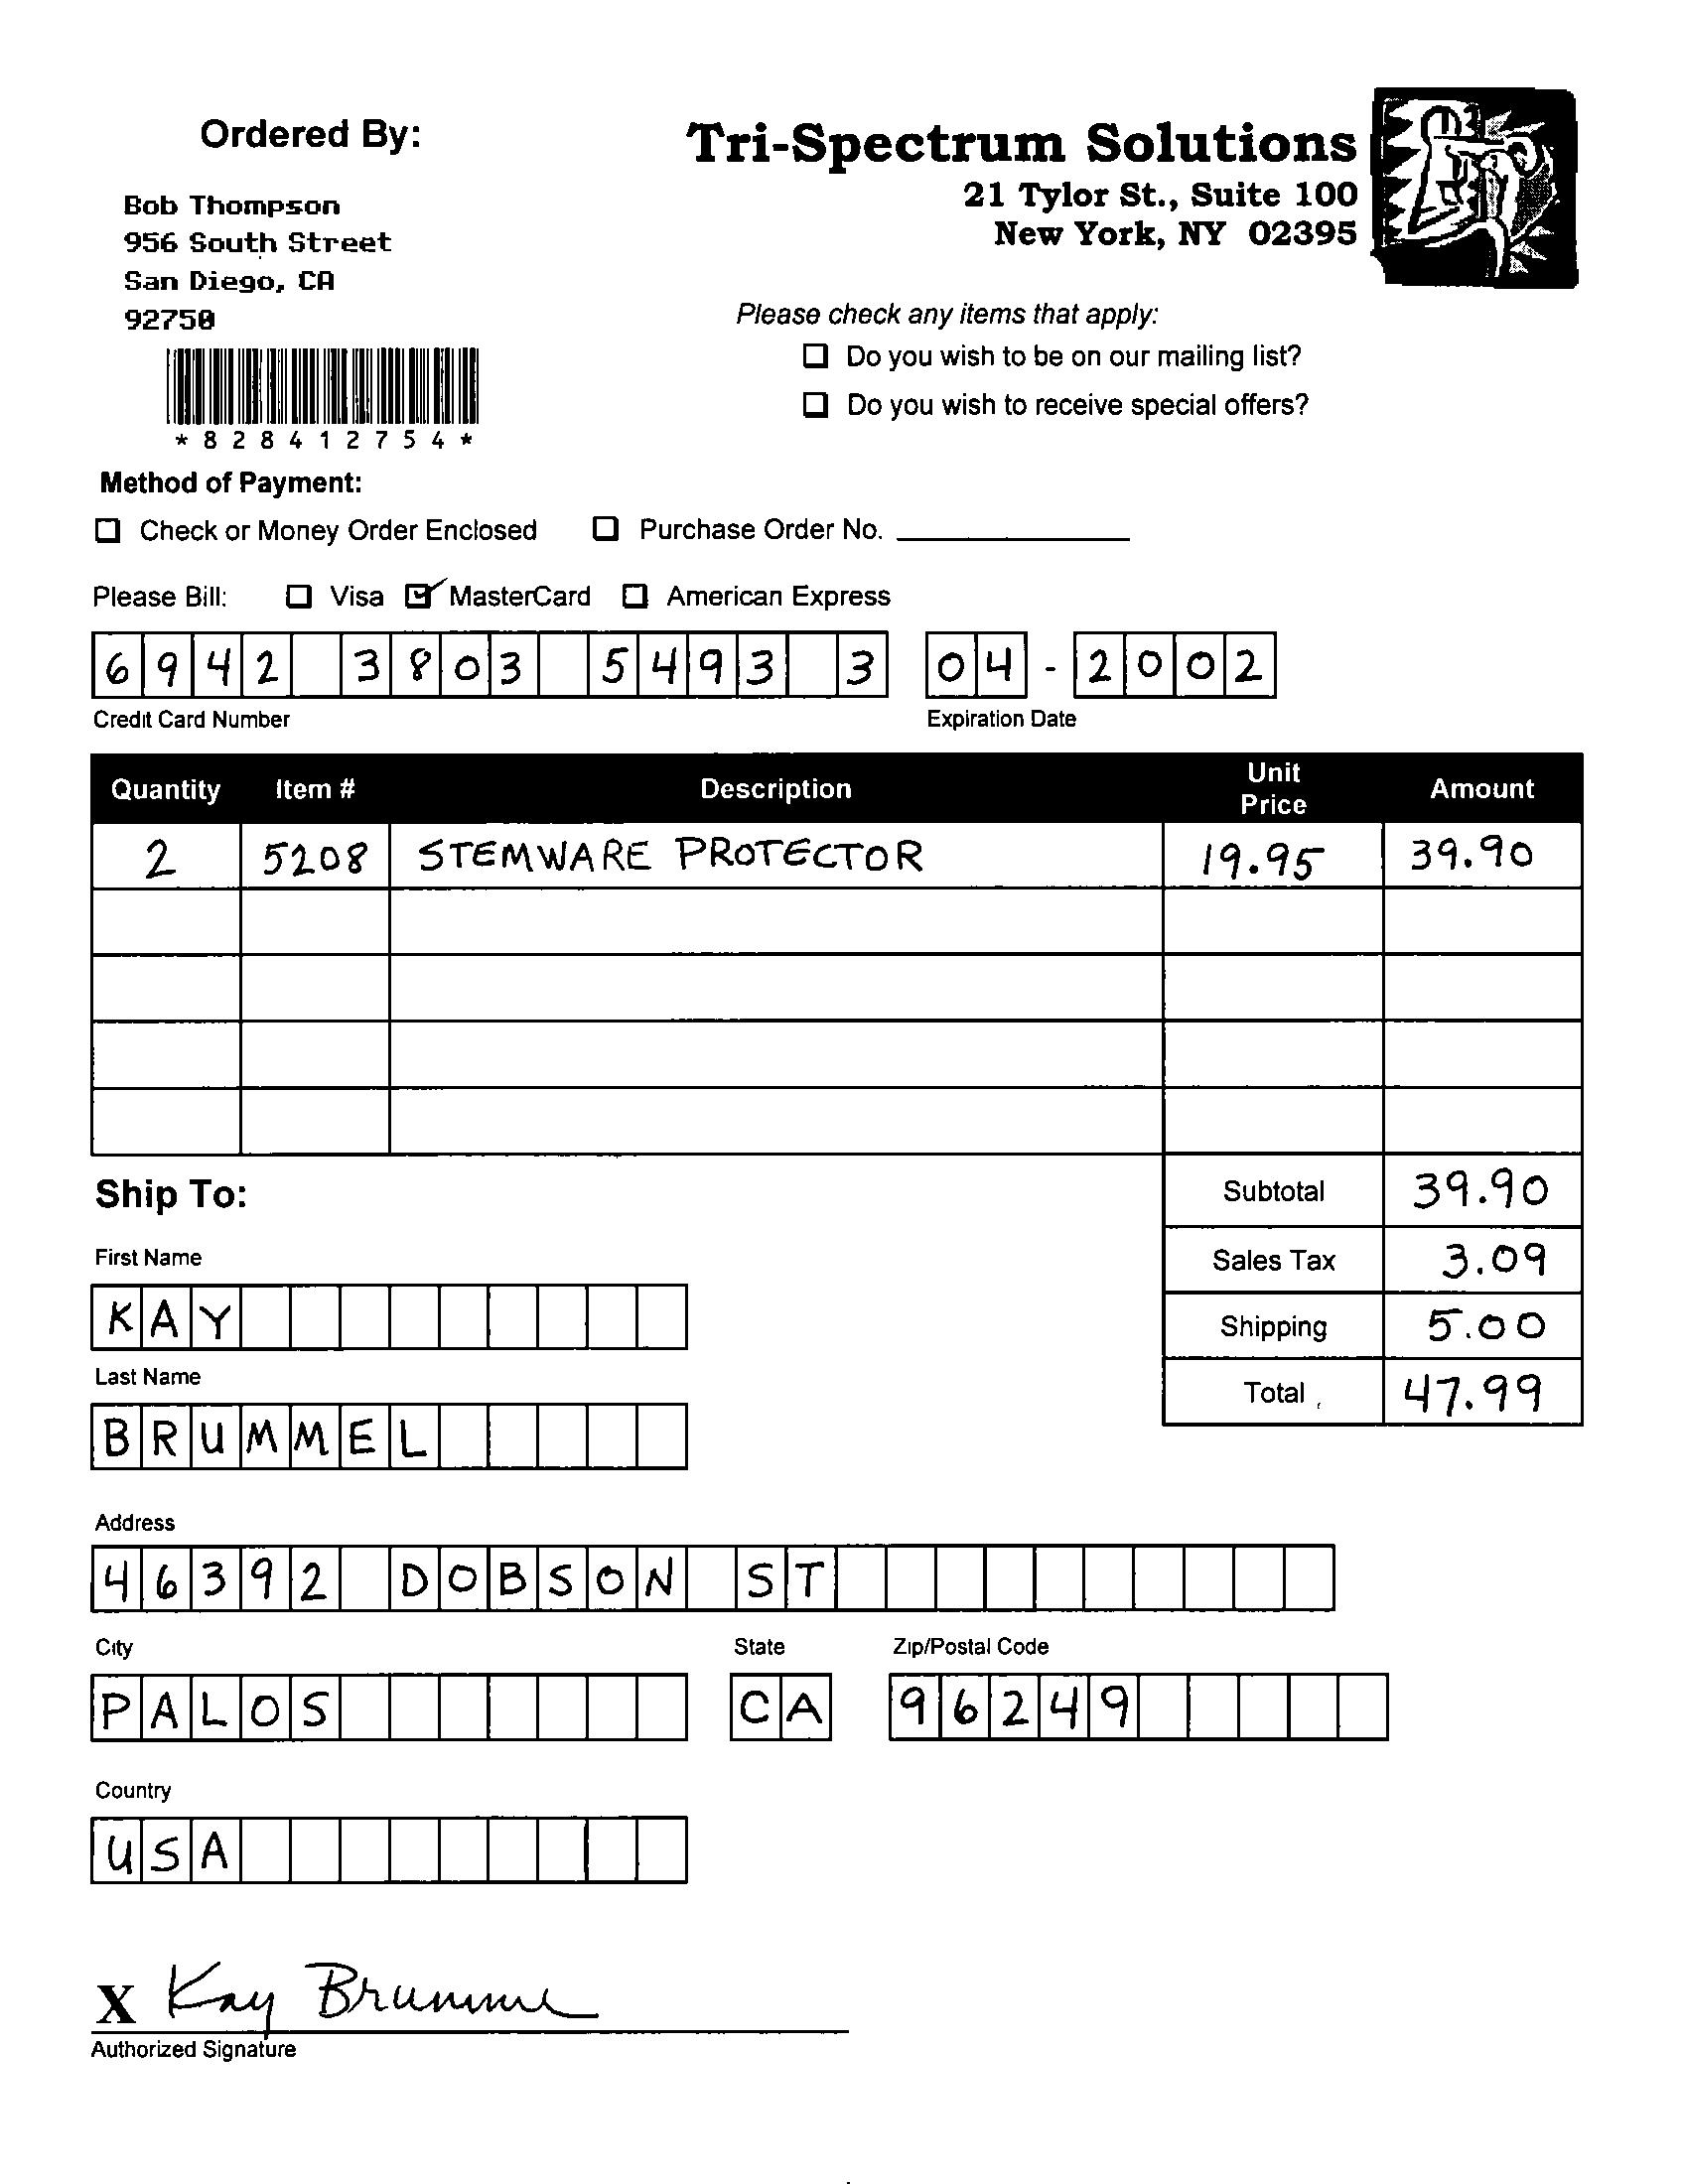 Ordered By:
Bob Thompson
956 South Street
San Diego, CA
92750
*828412754*
Tri-Spectrum Solutions
21 Tylor St., Suite 100
New York, NY 02395
Please check any items that apply:
Do you wish to be on our mailing list?
Do you wish to receive special offers?
Method of Payment:
Check or Money Order Enclosed Purchase Order No.
Please Bill: Visa MasterCard American Express
6942 3803 5493 3 04 - 2002
Credit Card Number Expiration Date
Quantity Item # Description Unit Price Amount
2 5208 STEMWARE PROTECTOR 19.95 39.90
Subtotal 39.90
Sales Tax 3.09
Shipping 5.00
Total 47.99
Ship To:
First Name
KAY
Last Name
BRUMMEL
Address
46392 DOBSON ST
City State Zip/Postal Code
PALOS CA 96249
Country
USA
X Kay Brummel
Authorized Signature